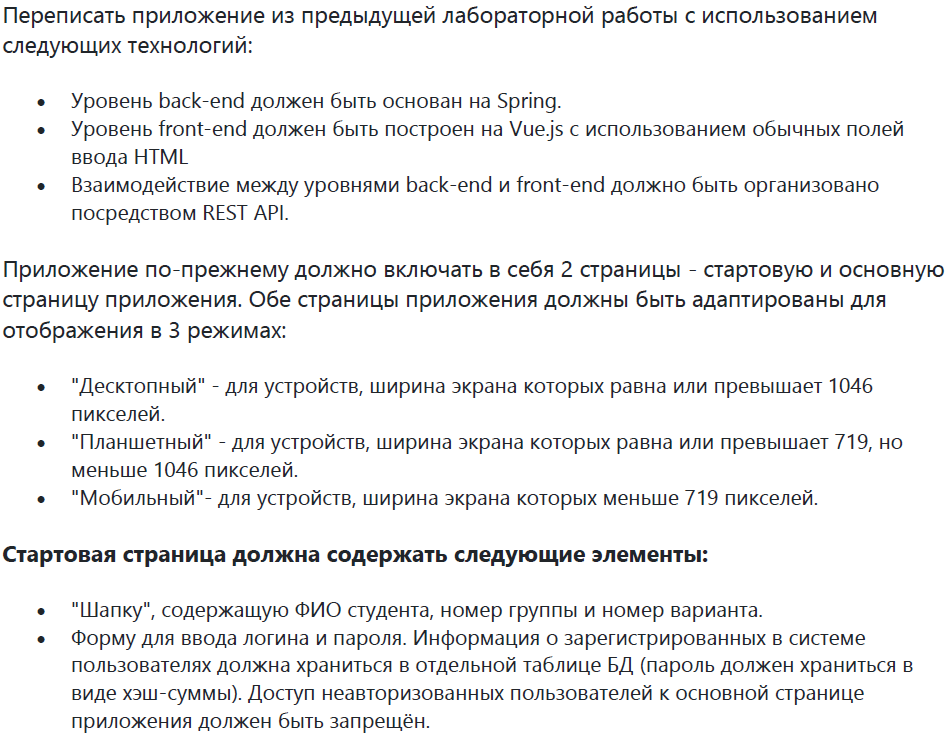 Переписать приложение из предыдущей лабораторной работы с использованием
следующих технологий:
• Уровень back-end должен быть основан на Spring.
• Уровень front-end должен быть построен на Vue.js с использованием обычных полей
ввода HTML
• Взаимодействие между уровнями back-end и front-end должно быть организовано
посредством REST API.
Приложение по-прежнему должно включать в себя 2 страницы - стартовую и основную
страницу приложения. Обе страницы приложения должны быть адаптированы для
отображения в 3 режимах:
• "Десктопный" - для устройств, ширина экрана которых равна или превышает 1046
пикселей.
• "Планшетный" - для устройств, ширина экрана которых равна или превышает 719, но
меньше 1046 пикселей.
• "Мобильный"- для устройств, ширина экрана которых меньше 719 пикселей.
Стартовая страница должна содержать следующие элементы:
• "Шапку", содержащую ФИО студента, номер группы и номер варианта.
• Форму для ввода логина и пароля. Информация о зарегистрированных в системе
пользователях должна храниться в отдельной таблице БД (пароль должен храниться в
виде хэш-суммы). Доступ неавторизованных пользователей к основной странице
приложения должен быть запрещён.